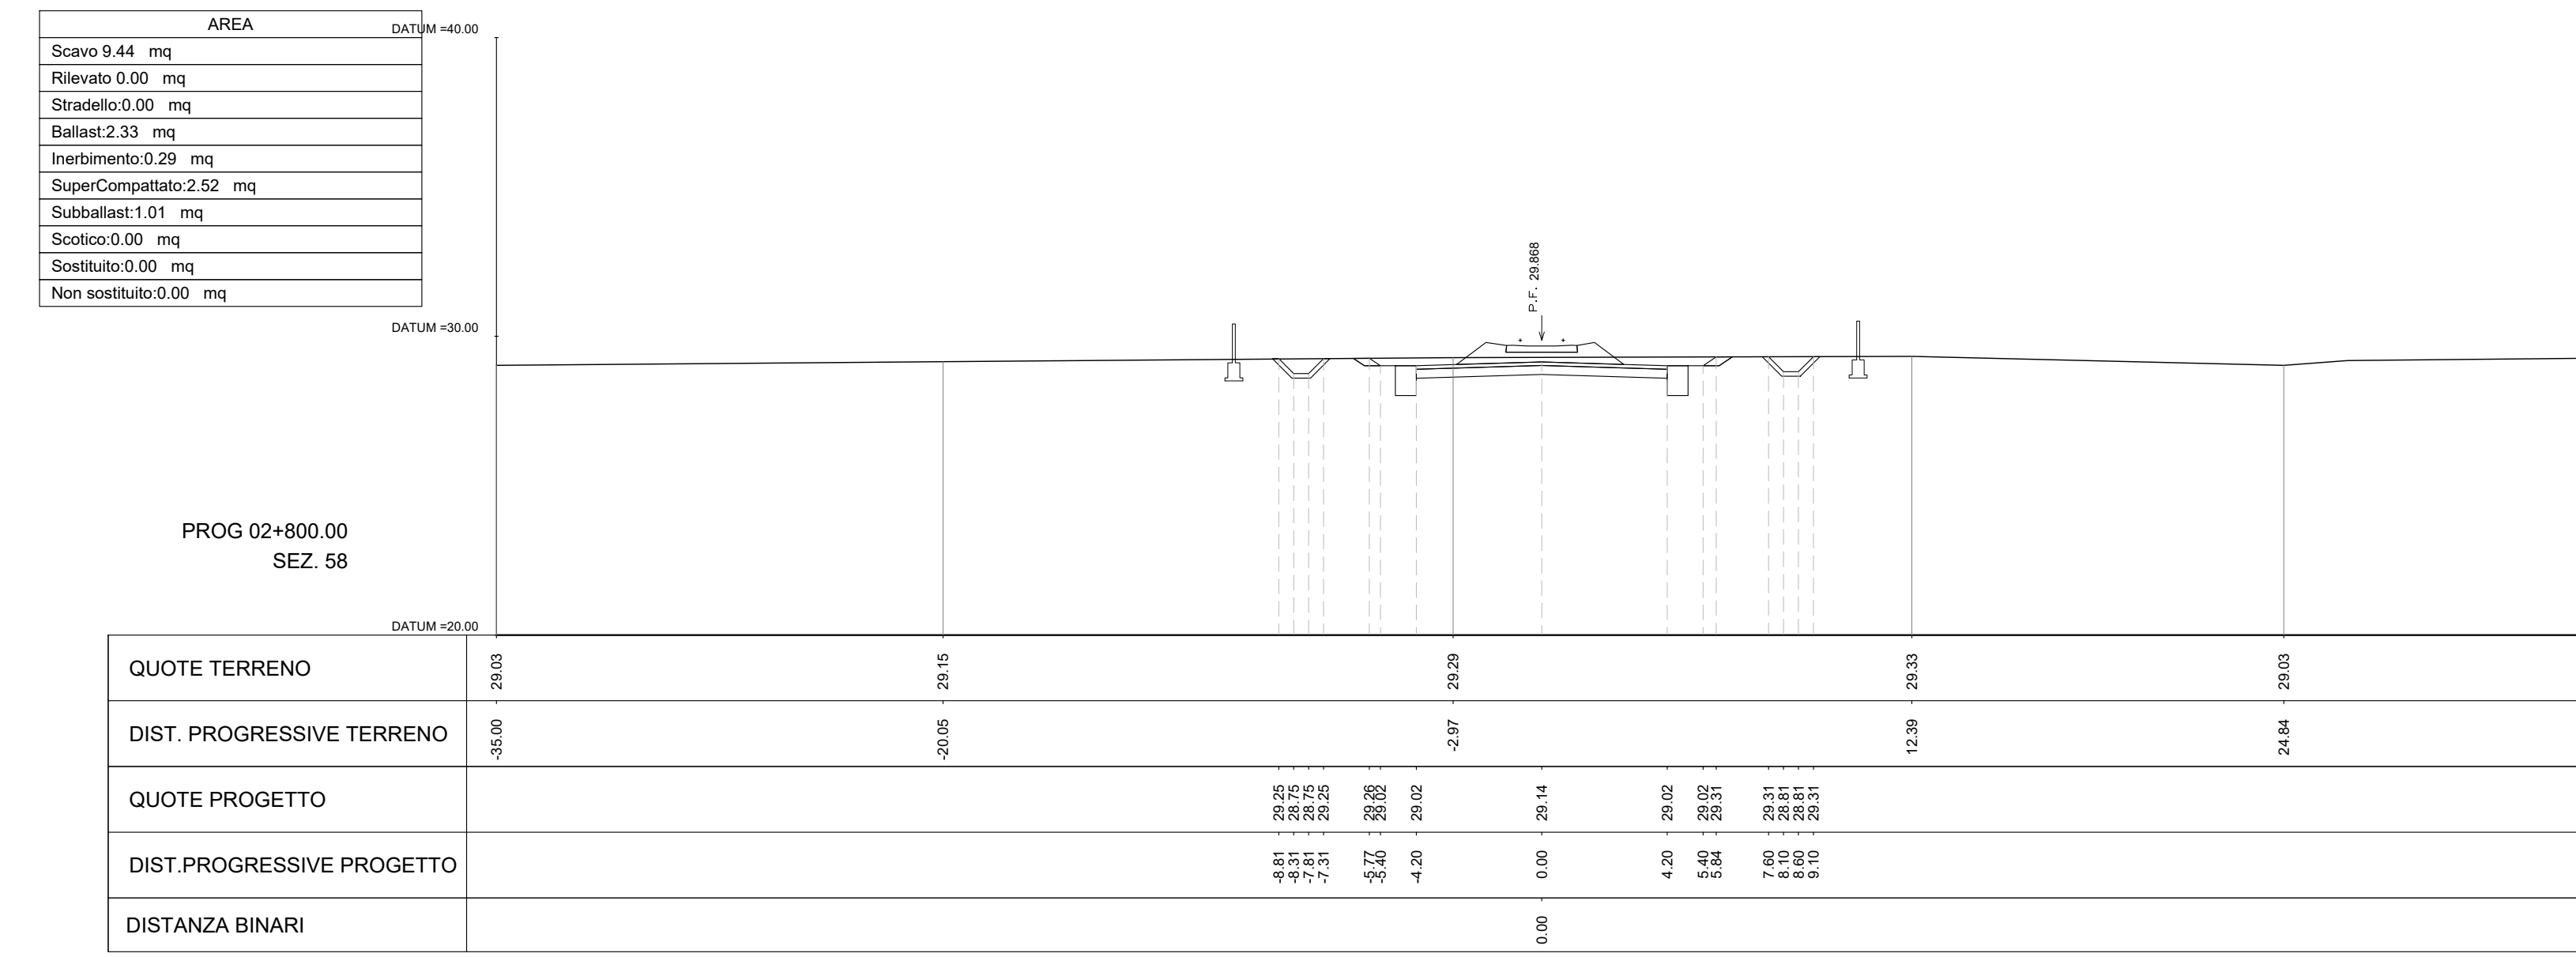 AREA
DATUM =40.00
Scavo 9.44 mq
Rilevato 0.00 mq
Stradello:0.00 mq
Ballast:2.33 mq
Inerbimento:0.29 mq
SuperCompattato:2.52 mq
Subballast:1.01 mq
Scotico:0.00 mq
Sostituito:0.00 mq
Non sostituito:0.00 mq
P.F. 29.868
DATUM =30.00
PROG 02+800.00
SEZ. 58
DATUM =20.00
QUOTE TERRENO 29.03 29.15 29.29 29.33 29.03
DIST. PROGRESSIVE TERRENO -35.00 -20.05 -2.97 12.39 24.84
QUOTE PROGETTO 29.25 28.75 28.75 29.25 29.26 29.02 29.02 29.14 29.02 29.02 29.31 29.31 28.81 28.81 29.31
DIST.PROGRESSIVE PROGETTO -8.81 -8.31 -7.81 -7.31 -5.77 -5.40 -4.20 0.00 4.20 5.40 5.84 7.60 8.10 8.60 9.10
DISTANZA BINARI 0.00